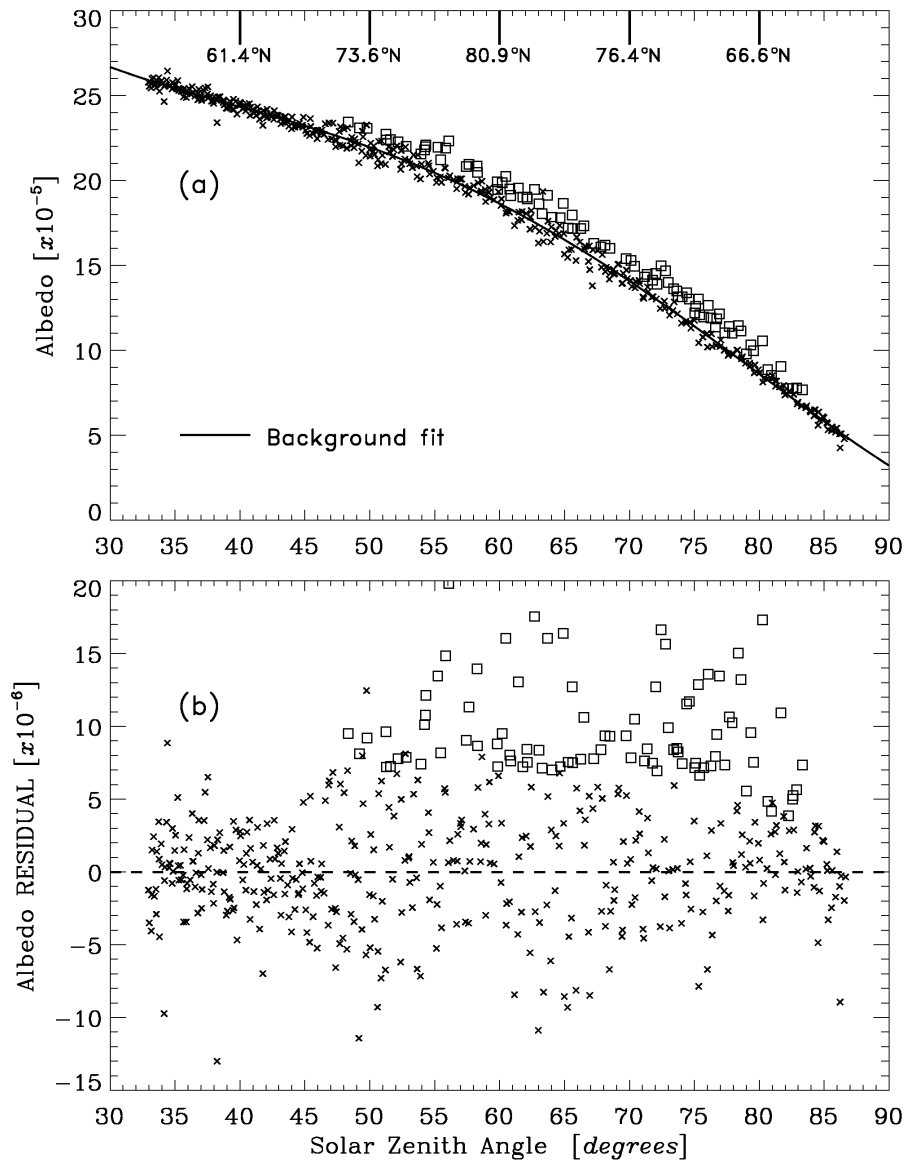 61.4°N 73.6°N 80.9°N 76.4°N 66.6°N
30
25
20
15
10
5
0
Albedo [x10⁻⁵]
(a)
Background fit
30 35 40 45 50 55 60 65 70 75 80 85 90
20
15
10
5
0
−5
−10
−15
Albedo RESIDUAL [x10⁻⁶]
(b)
30 35 40 45 50 55 60 65 70 75 80 85 90
Solar Zenith Angle [degrees]